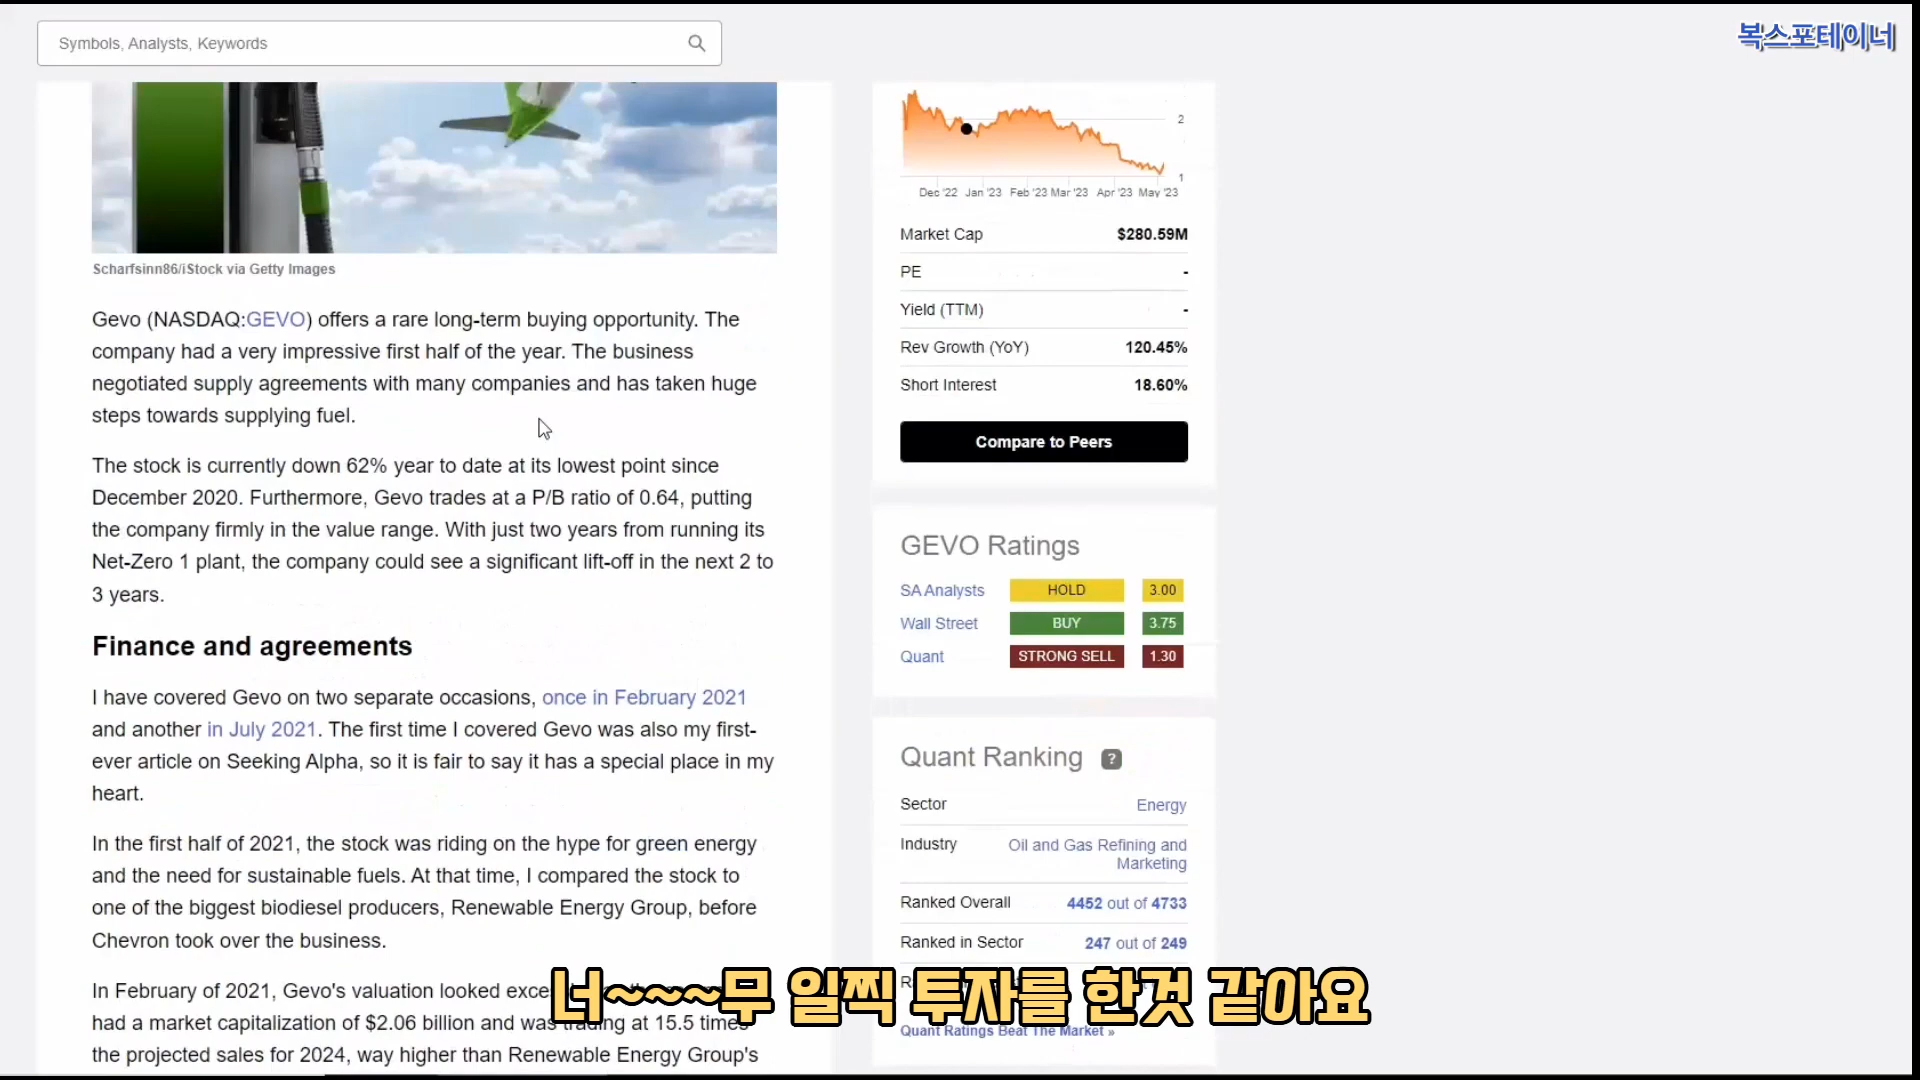 Symbols, Analysts, Keywords
복스포테이너
Scharfsinn86/iStock via Getty Images
Gevo (NASDAQ:GEVO) offers a rare long-term buying opportunity. The
company had a very impressive first half of the year. The business
negotiated supply agreements with many companies and has taken huge
steps towards supplying fuel.
The stock is currently down 62% year to date at its lowest point since
December 2020. Furthermore, Gevo trades at a P/B ratio of 0.64, putting
the company firmly in the value range. With just two years from running its
Net-Zero 1 plant, the company could see a significant lift-off in the next 2 to
3 years.
Finance and agreements
I have covered Gevo on two separate occasions, once in February 2021
and another in July 2021. The first time I covered Gevo was also my first-
ever article on Seeking Alpha, so it is fair to say it has a special place in my
heart.
In the first half of 2021, the stock was riding on the hype for green energy
and the need for sustainable fuels. At that time, I compared the stock to
one of the biggest biodiesel producers, Renewable Energy Group, before
Chevron took over the business.
In February of 2021, Gevo's valuation looked
had a market capitalization of $2.06 billion and was trading at 15.5 times
the projected sales for 2024, way higher than Renewable Energy Group's
2
1
Dec '22 Jan '23 Feb '23 Mar '23 Apr '23 May '23
Market Cap $280.59M
PE -
Yield (TTM) -
Rev Growth (YoY) 120.45%
Short Interest 18.60%
Compare to Peers
GEVO Ratings
SA Analysts HOLD 3.00
Wall Street BUY 3.75
Quant STRONG SELL 1.30
Quant Ranking ?
Sector Energy
Industry Oil and Gas Refining and
Marketing
Ranked Overall 4452 out of 4733
Ranked in Sector 247 out of 249
Quant Ratings Beat The Market »
너~~~무 일찍 투자를 한것 같아요